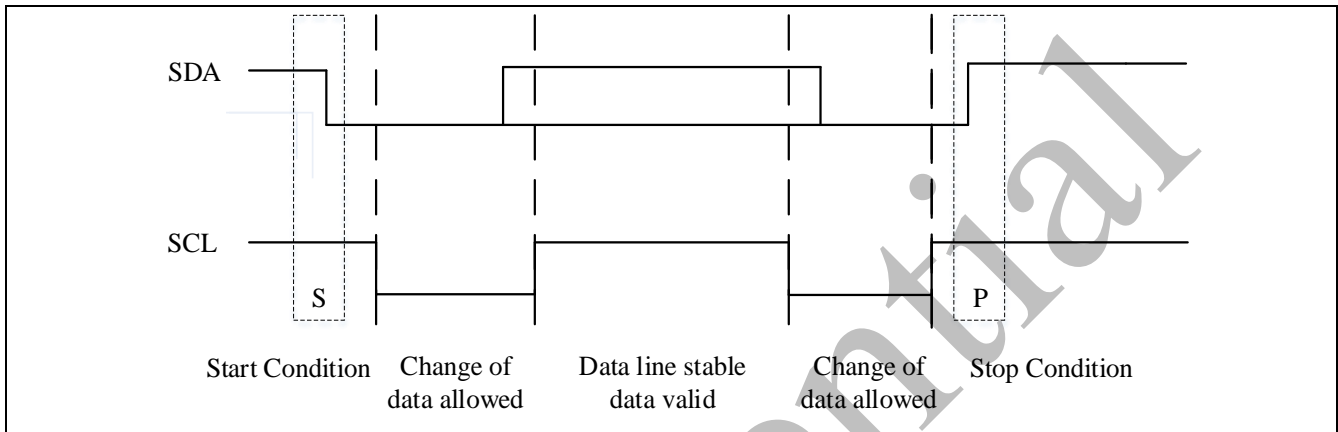 SDA
SCL
S
P
Start Condition
Change of
data allowed
Data line stable
data valid
Change of
data allowed
Stop Condition
ential